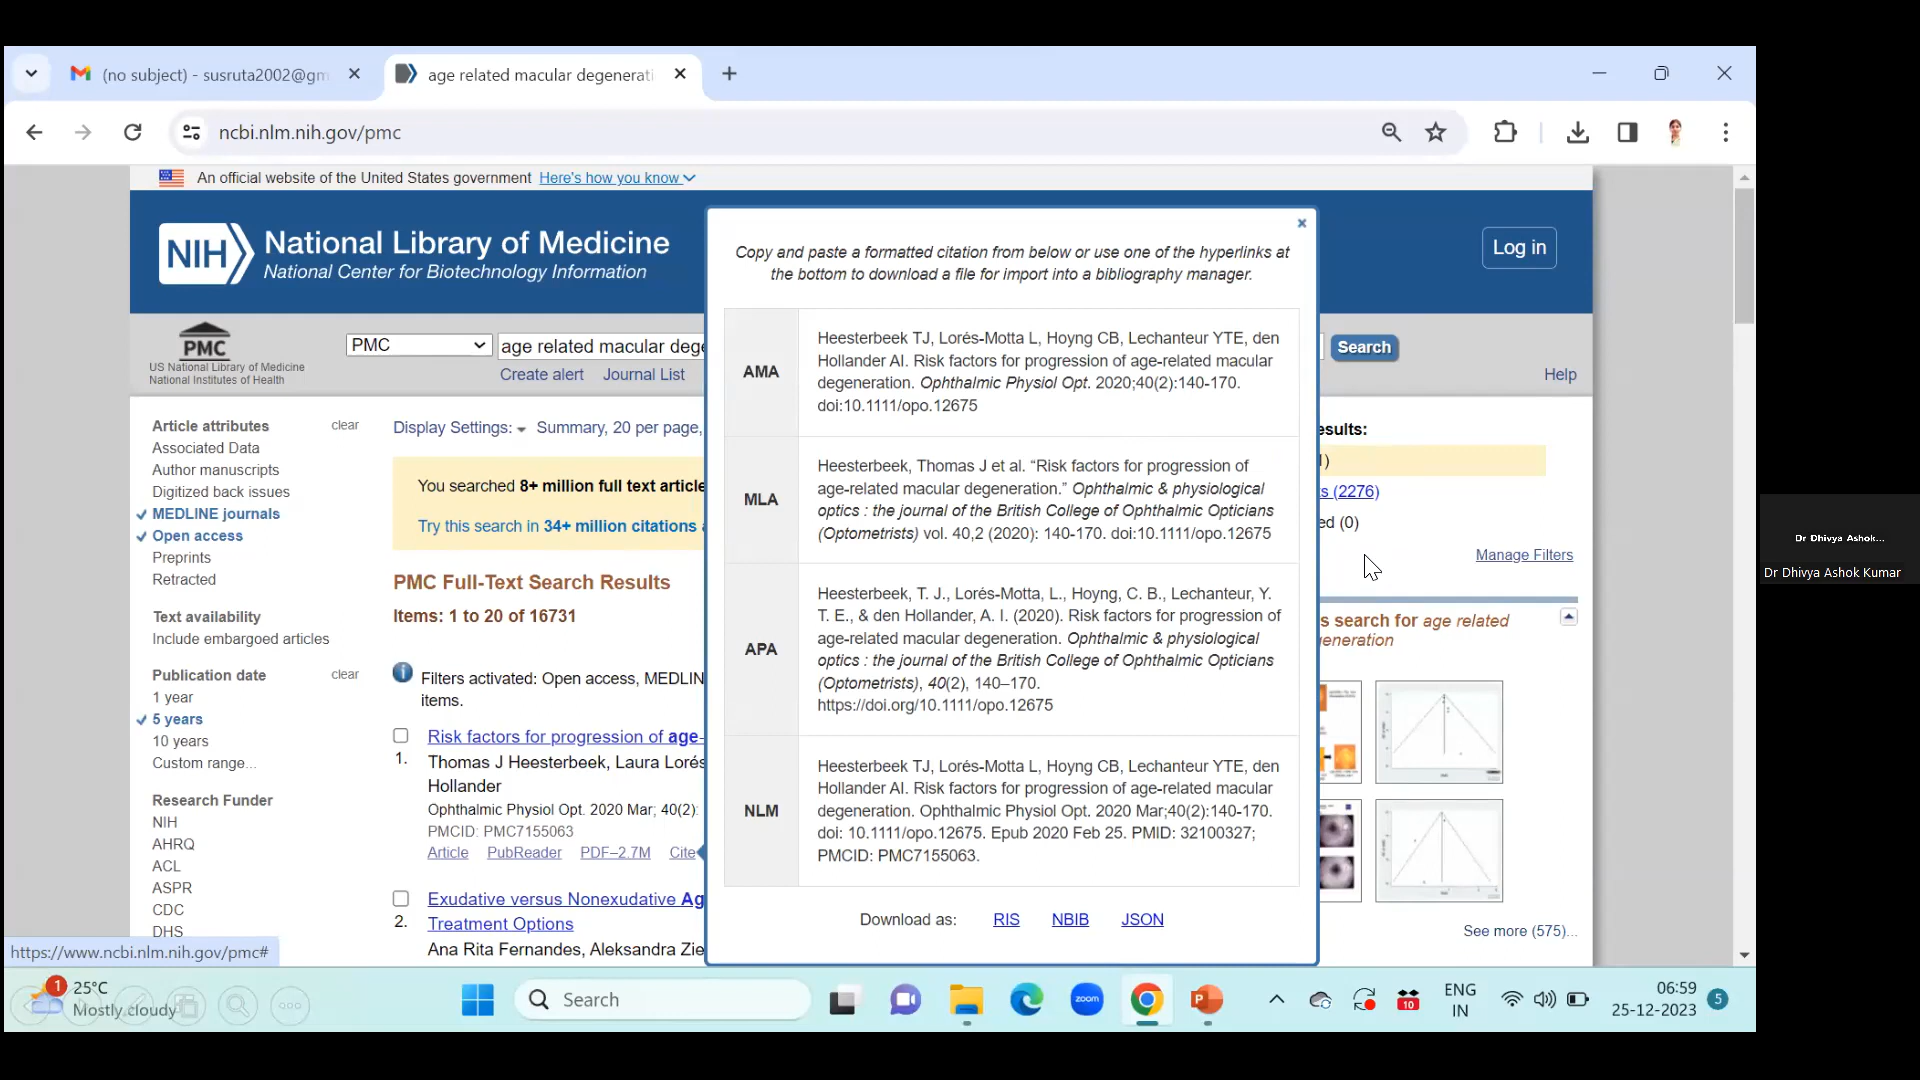 (no subject) - susruta2002@gm
age related macular degenerati
ncbi.nlm.nih.gov/pmc
An official website of the United States government Here's how you know
NIH National Library of Medicine
National Center for Biotechnology Information
Log in
PMC
US National Library of Medicine
National Institutes of Health
PMC
age related macular dege
Search
Create alert Journal List
Help
Article attributes clear
Associated Data
Author manuscripts
Digitized back issues
MEDLINE journals
Open access
Preprints
Retracted
Text availability
Include embargoed articles
Publication date clear
1 year
5 years
10 years
Custom range...
Research Funder
NIH
AHRQ
ACL
ASPR
CDC
DHS
Display Settings: Summary, 20 per page,
You searched 8+ million full text article
Try this search in 34+ million citations
PMC Full-Text Search Results
Items: 1 to 20 of 16731
Filters activated: Open access, MEDLIN
items.
Risk factors for progression of age-
1.
Thomas J Heesterbeek, Laura Lorés
Hollander
Ophthalmic Physiol Opt. 2020 Mar; 40(2):
PMCID: PMC7155063
Article PubReader PDF–2.7M Cite
Exudative versus Nonexudative Ag
2.
Treatment Options
Ana Rita Fernandes, Aleksandra Zie
Copy and paste a formatted citation from below or use one of the hyperlinks at
the bottom to download a file for import into a bibliography manager.
AMA
Heesterbeek TJ, Lorés-Motta L, Hoyng CB, Lechanteur YTE, den
Hollander AI. Risk factors for progression of age-related macular
degeneration. Ophthalmic Physiol Opt. 2020;40(2):140-170.
doi:10.1111/opo.12675
MLA
Heesterbeek, Thomas J et al. “Risk factors for progression of
age-related macular degeneration.” Ophthalmic & physiological
optics : the journal of the British College of Ophthalmic Opticians
(Optometrists) vol. 40,2 (2020): 140-170. doi:10.1111/opo.12675
APA
Heesterbeek, T. J., Lorés-Motta, L., Hoyng, C. B., Lechanteur, Y.
T. E., & den Hollander, A. I. (2020). Risk factors for progression of
age-related macular degeneration. Ophthalmic & physiological
optics : the journal of the British College of Ophthalmic Opticians
(Optometrists), 40(2), 140–170.
https://doi.org/10.1111/opo.12675
NLM
Heesterbeek TJ, Lorés-Motta L, Hoyng CB, Lechanteur YTE, den
Hollander AI. Risk factors for progression of age-related macular
degeneration. Ophthalmic Physiol Opt. 2020 Mar;40(2):140-170.
doi: 10.1111/opo.12675. Epub 2020 Feb 25. PMID: 32100327;
PMCID: PMC7155063.
Download as: RIS NBIB JSON
esults:
1)
ts (2276)
ed (0)
Manage Filters
s search for age related
eneration
See more (575)...
https://www.ncbi.nlm.nih.gov/pmc#
1
25°C
Mostly cloudy
Search
zoom
10
ENG
IN
06:59
25-12-2023
5
Dr Dhivya Ashok...
Dr Dhivya Ashok Kumar